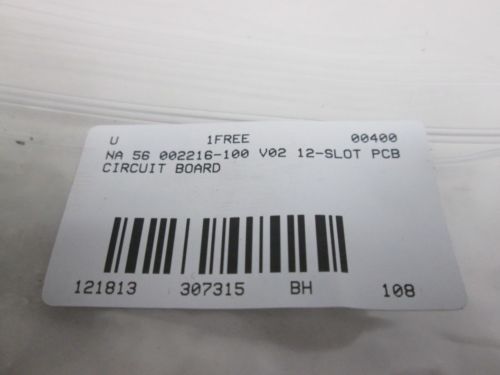 U 1FREE 00400
NA 56 002216-100 V02 12-SLOT PCB
CIRCUIT BOARD
121813 307315 BH 108